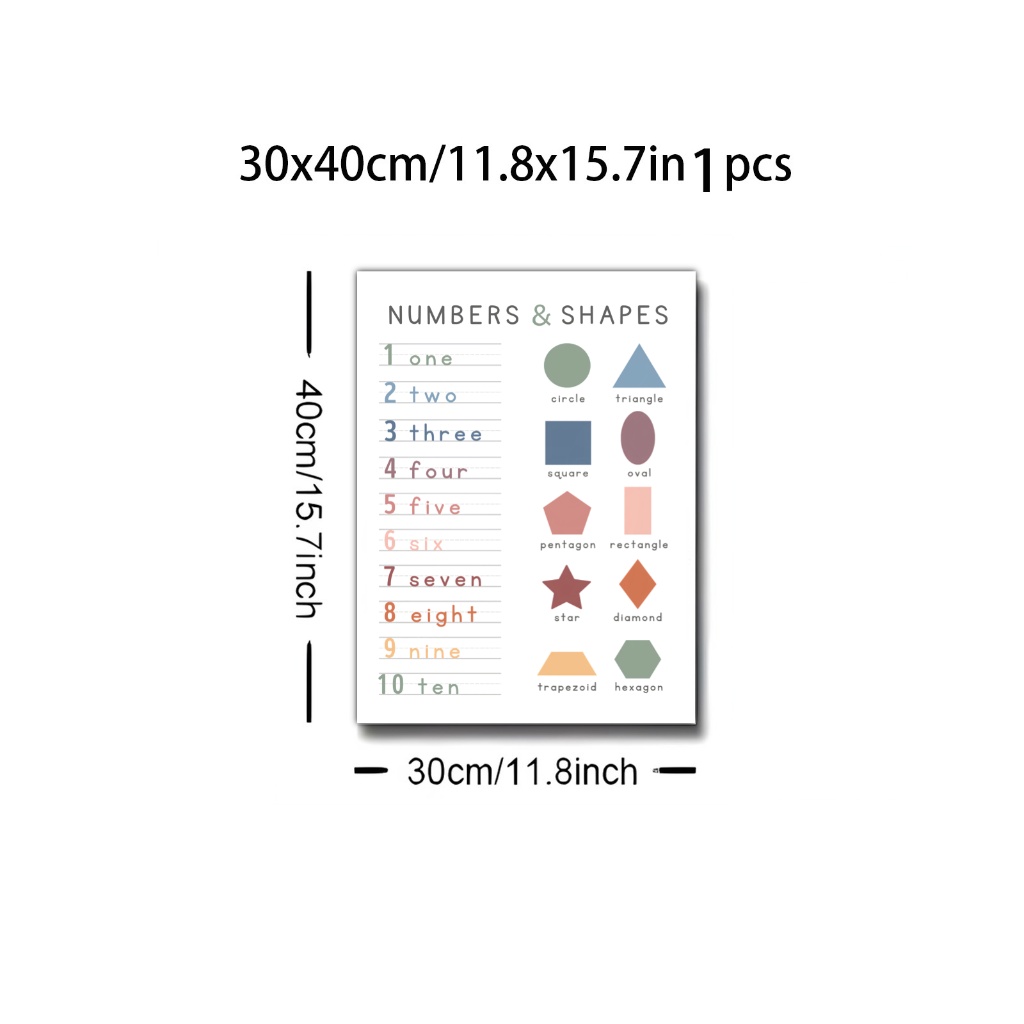 30x40cm/11.8x15.7in 1 pcs
40cm/15.7inch
NUMBERS & SHAPES
1 one
2 two
3 three
4 four
5 five
6 six
7 seven
8 eight
9 nine
10 ten
circle triangle
square oval
pentagon rectangle
star diamond
trapezoid hexagon
30cm/11.8inch